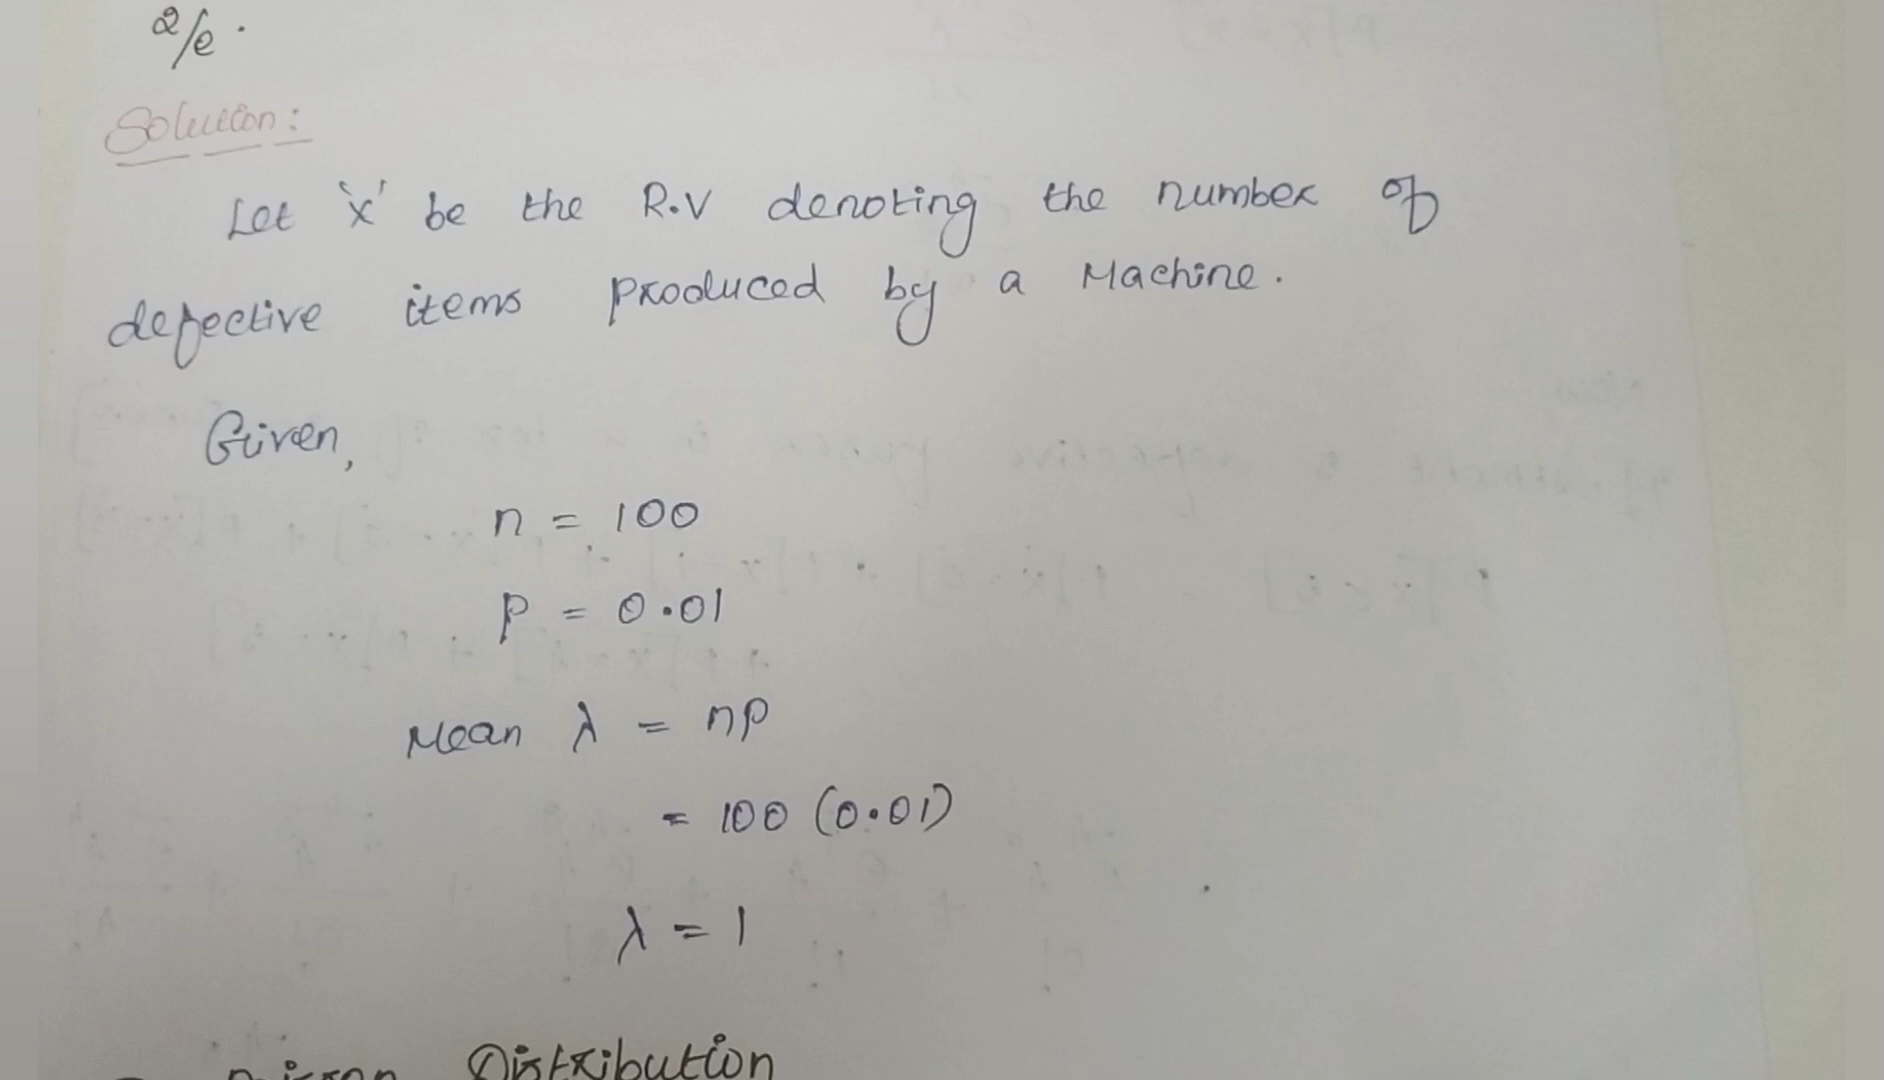 2/e.
Solution:
Let 'x' be the R.V denoting the number of
defective items produced by a Machine.
Given,
n = 100
P = 0.01
Mean λ = np
= 100 (0.01)
λ = 1
Distribution